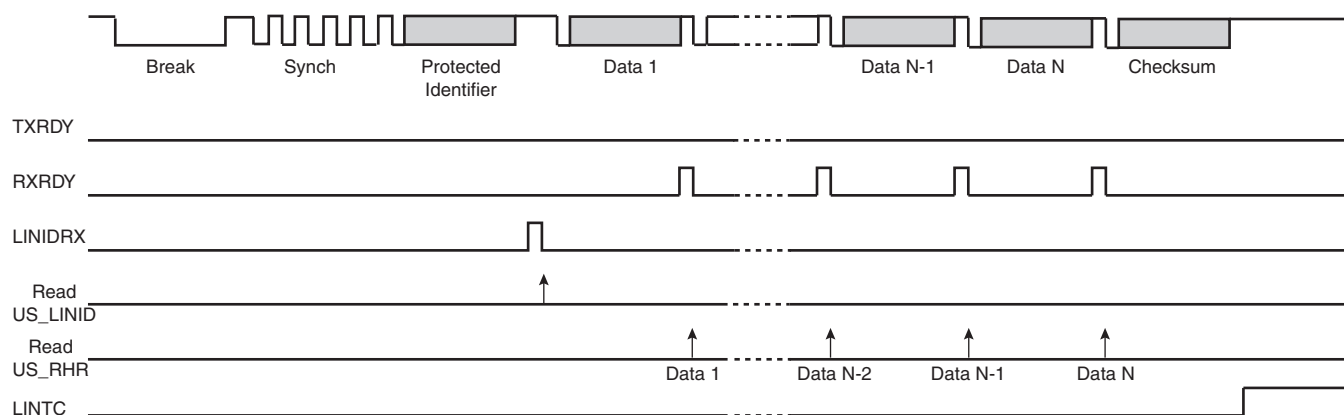 Break
Synch
Protected
Identifier
Data 1
Data N-1
Data N
Checksum
TXRDY
RXRDY
LINIDRX
Read
US_LINID
Read
US_RHR
Data 1
Data N-2
Data N-1
Data N
LINTC